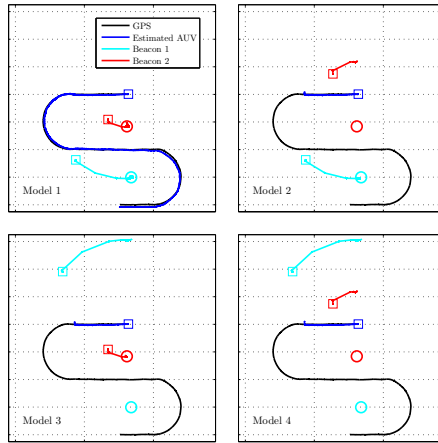 GPS
Estimated AUV
Beacon 1
Beacon 2
Model 1
Model 2
Model 3
Model 4